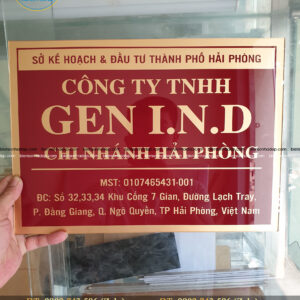 SỞ KẾ HOẠCH & ĐẦU TƯ THÀNH PHỐ HẢI PHÒNG
CÔNG TY TNHH
GEN I.N.D
CHI NHÁNH HẢI PHÒNG
MST: 0107465431-001
ĐC: Số 32,33,34 Khu Cổng 7 Gian, Đường Lạch Tray,
P. Đằng Giang, Q. Ngô Quyền, TP Hải Phòng, Việt Nam